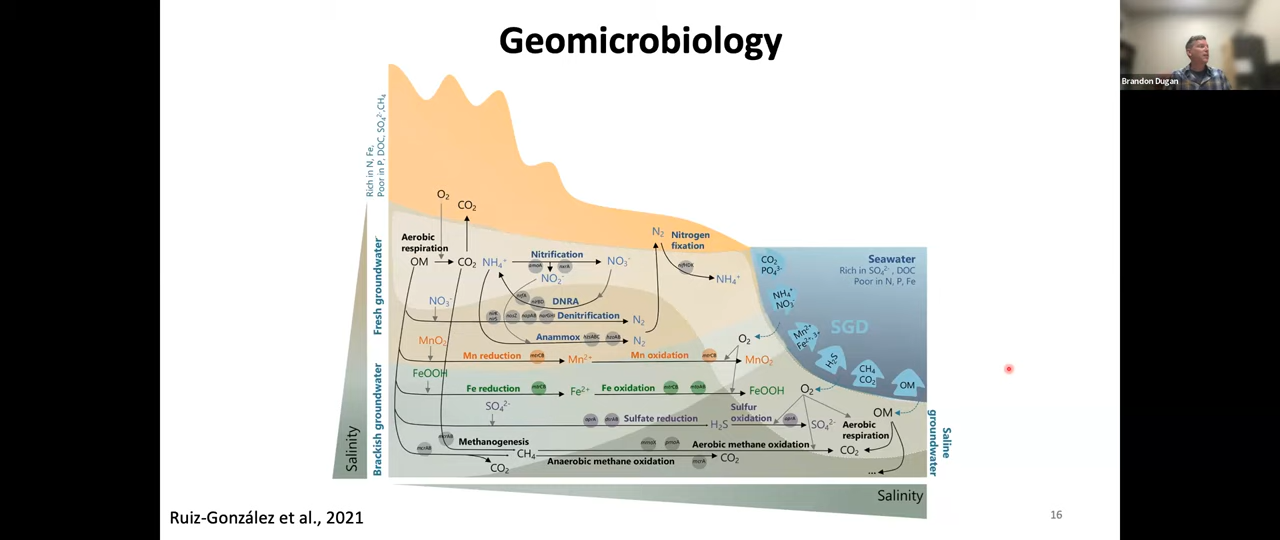 Geomicrobiology
Brandon Dugan
Rich in N, Fe,
Poor in P, DOC, SO₄²⁻,CH₄
O₂
CO₂
Aerobic
respiration
OM
CO₂
NH₄⁺
Nitrification
NO₃⁻
NO₂⁻
DNRA
N₂
Nitrogen
fixation
NH₄⁺
NO₃⁻
Denitrification
N₂
Anammox
N₂
MnO₂
Mn reduction
Mn²⁺
Mn oxidation
O₂
MnO₂
FeOOH
Fe reduction
Fe²⁺
Fe oxidation
FeOOH
SO₄²⁻
Sulfate reduction
H₂S
Sulfur
oxidation
SO₄²⁻
O₂
Methanogenesis
CH₄
CO₂
Anaerobic methane oxidation
CO₂
Aerobic methane oxidation
CO₂
Aerobic
respiration
OM
...
CO₂
PO₄³⁻
NH₄⁺
NO₃⁻
Mn²⁺
Fe²⁺,³⁺
H₂S
CH₄
CO₂
OM
SGD
Seawater
Rich in SO₄²⁻, DOC
Poor in N, P, Fe
Fresh groundwater
Brackish groundwater
Salinity
Saline
groundwater
Salinity
Ruiz-González et al., 2021
16